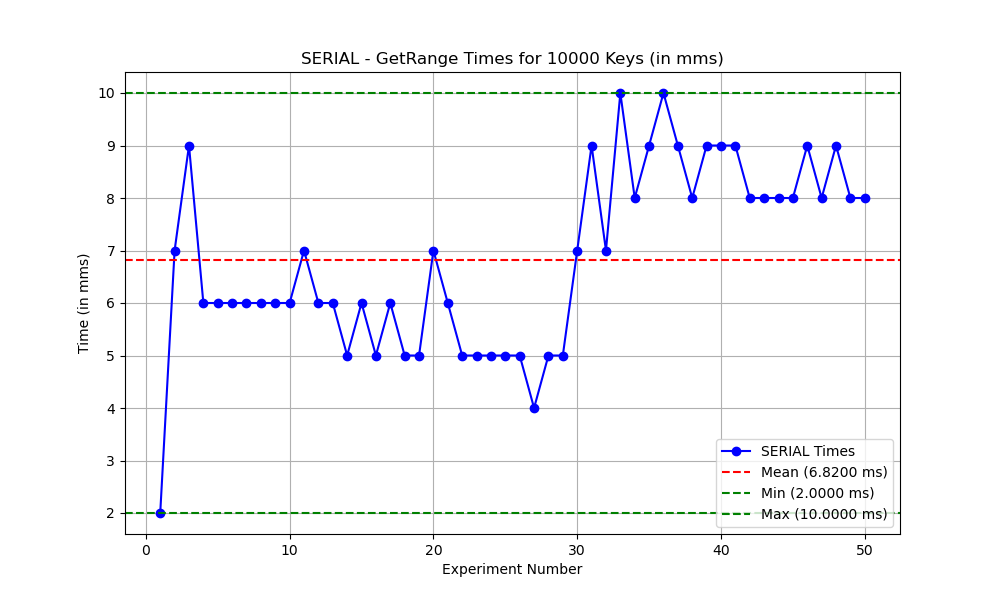 SERIAL - GetRange Times for 10000 Keys (in mms)
Time (in mms)
10
9
8
7
6
5
4
3
2
0 10 20 30 40 50
Experiment Number
SERIAL Times
Mean (6.8200 ms)
Min (2.0000 ms)
Max (10.0000 ms)